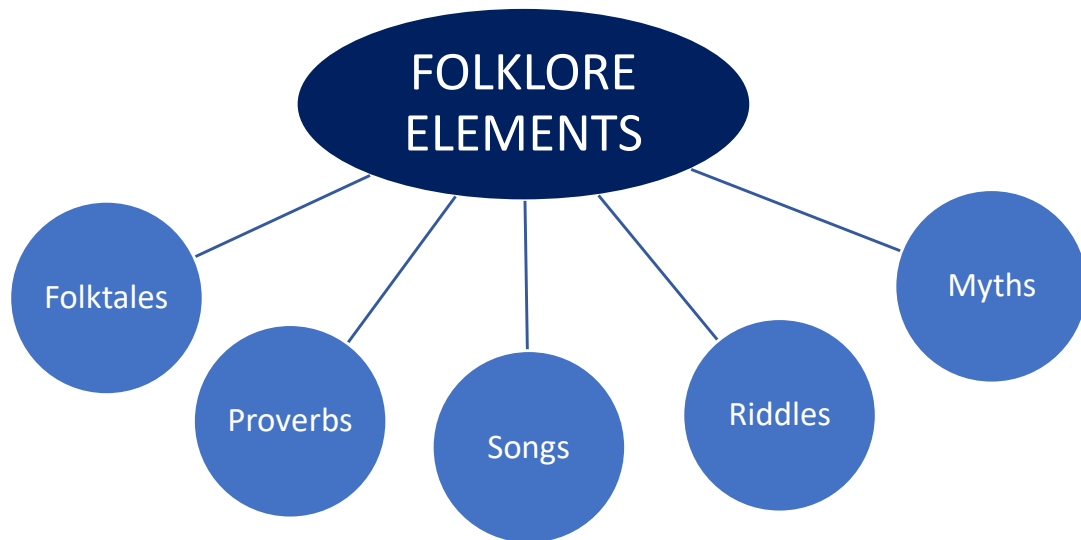 FOLKLORE
ELEMENTS
Folktales
Proverbs
Songs
Riddles
Myths